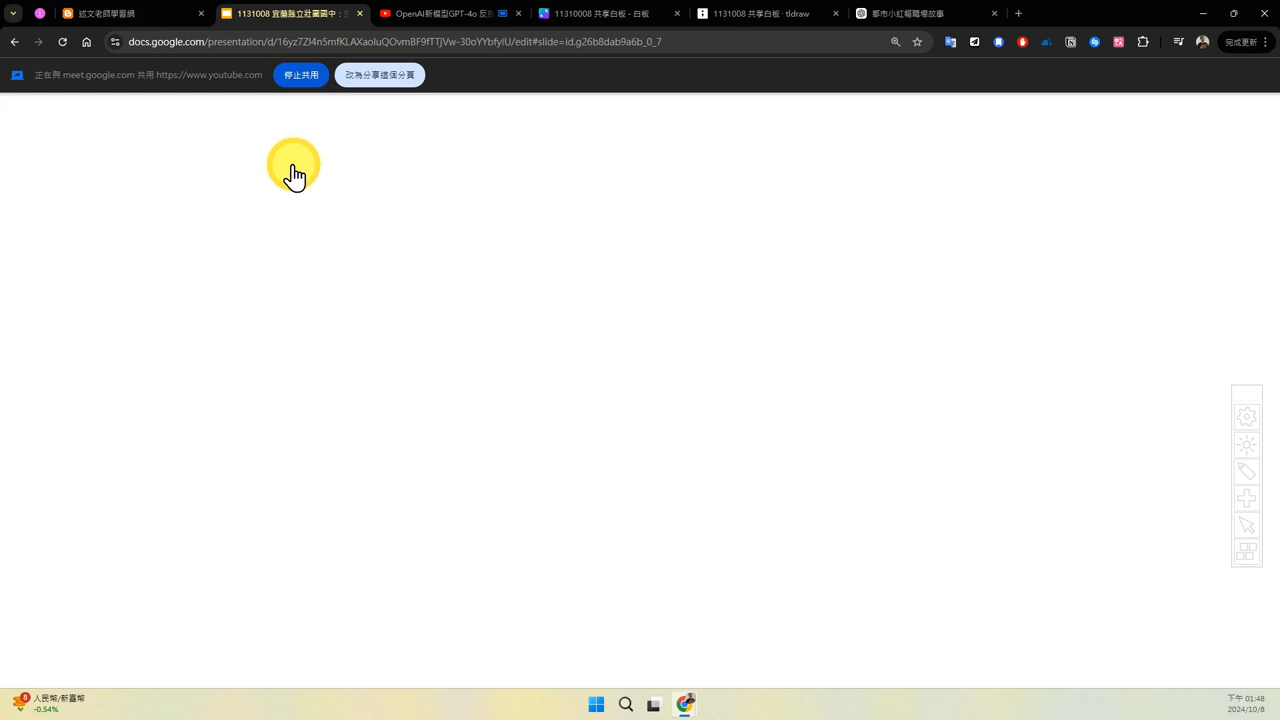 述文老師學習網
1131008 宜蘭縣立壯圍國中：
OpenAI新模型GPT-4o 反
11310008 共享白板 - 白板
1131008 共享白板 · tldraw
都市小紅帽職場故事
docs.google.com/presentation/d/16yz7Zl4n5mfKLAXaoluQOvmBF9fTTjVw-30oYYbfylU/edit#slide=id.g26b8dab9a6b_0_7
完成更新
正在與 meet.google.com 共用 https://www.youtube.com
停止共用
改為分享這個分頁
8
人民幣/新臺幣
-0.54%
下午 01:48
2024/10/8